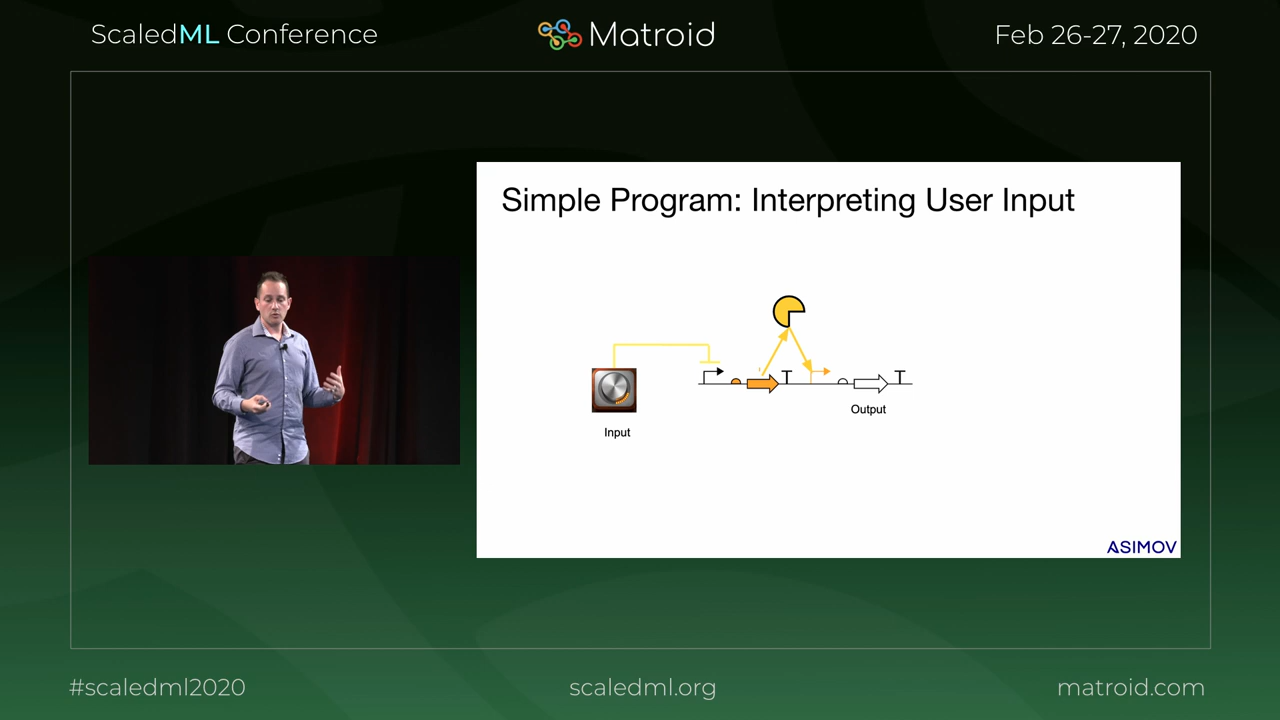 ScaledML Conference
Matroid
Feb 26-27, 2020
Simple Program: Interpreting User Input
Input
Output
ASIMOV
#scaledml2020
scaledml.org
matroid.com